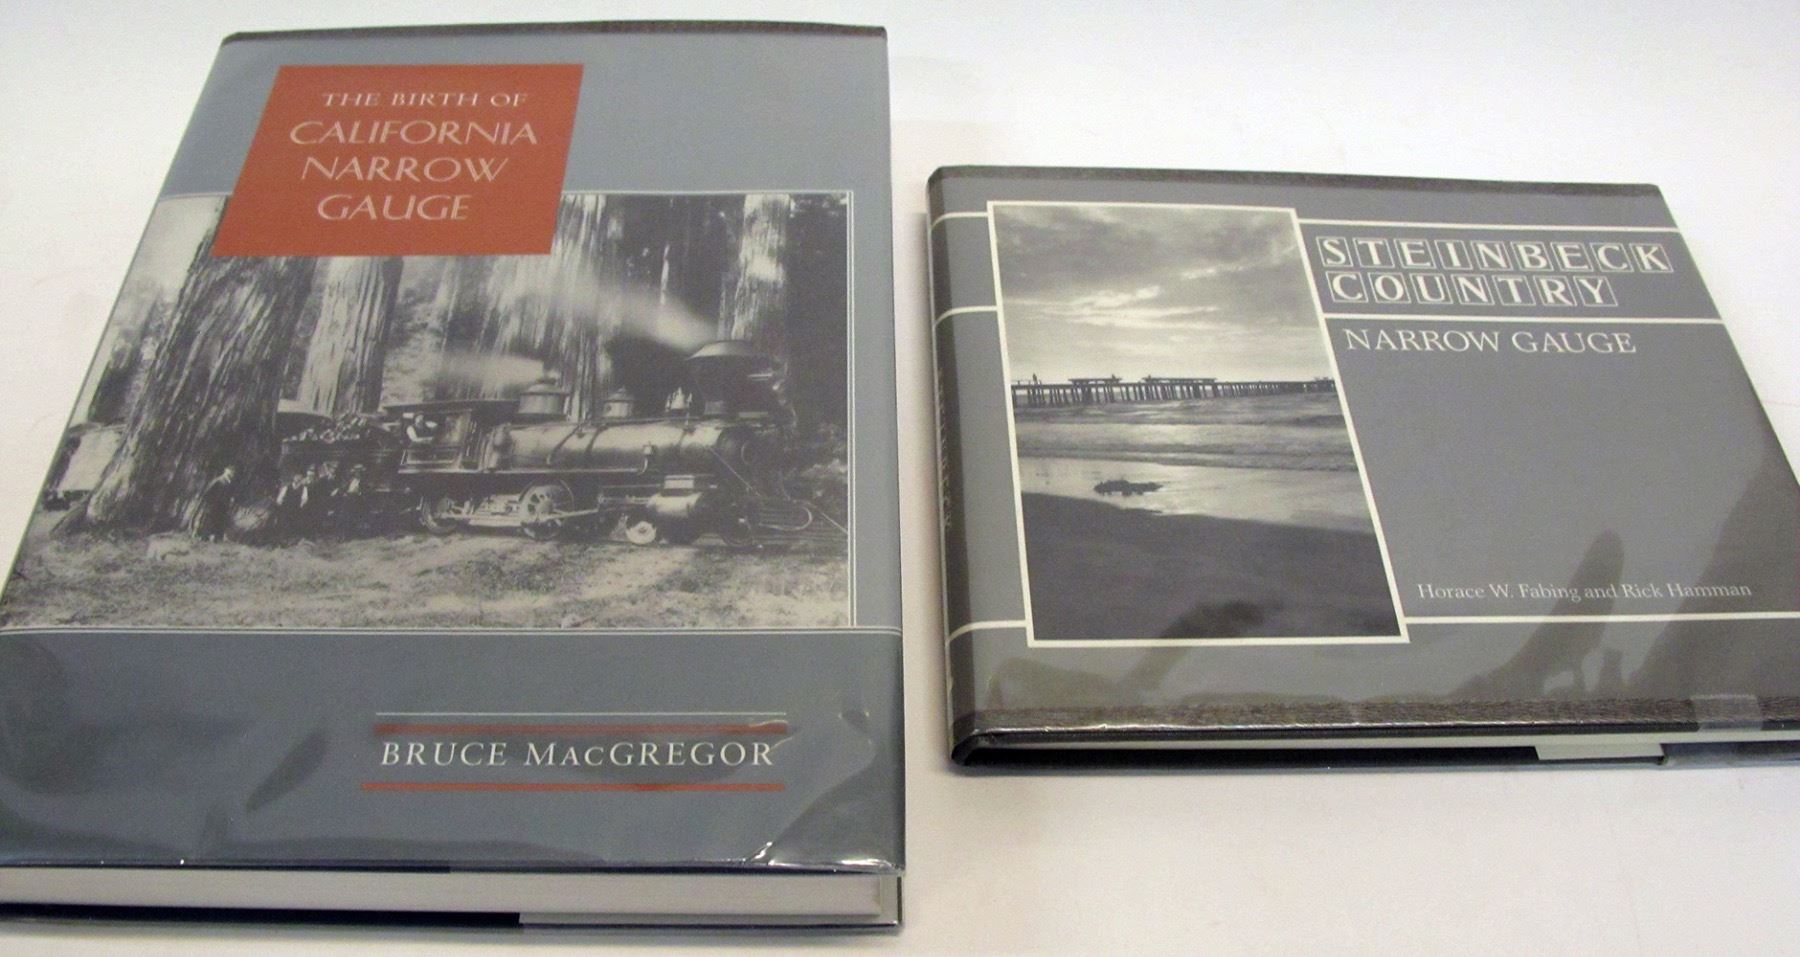 THE BIRTH OF
CALIFORNIA
NARROW
GAUGE
BRUCE MACGREGOR
STEINBECK
COUNTRY
NARROW GAUGE
Horace W. Fabing and Rick Hamman